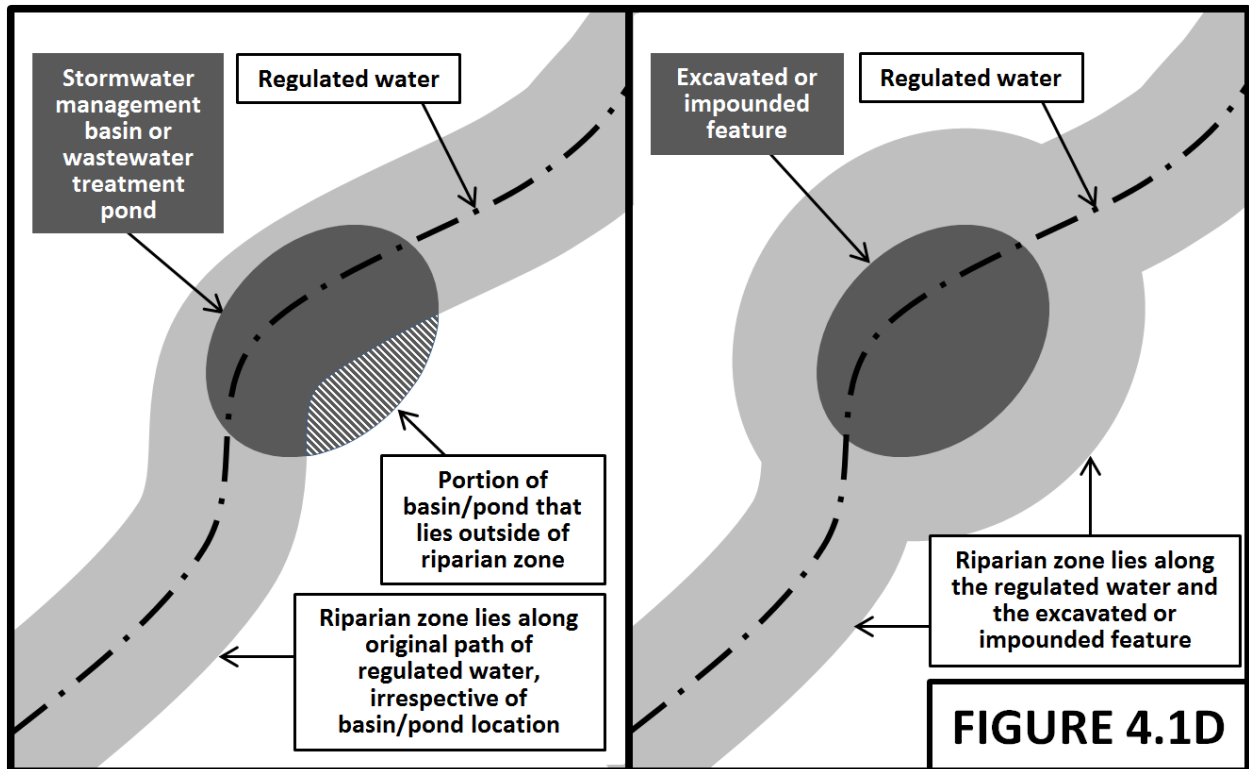 Stormwater
management
basin or
wastewater
treatment
pond
Regulated water
Portion of
basin/pond that
lies outside of
riparian zone
Riparian zone lies along
original path of
regulated water,
irrespective of
basin/pond location
Excavated or
impounded
feature
Regulated water
Riparian zone lies along
the regulated water and
the excavated or
impounded feature
FIGURE 4.1D